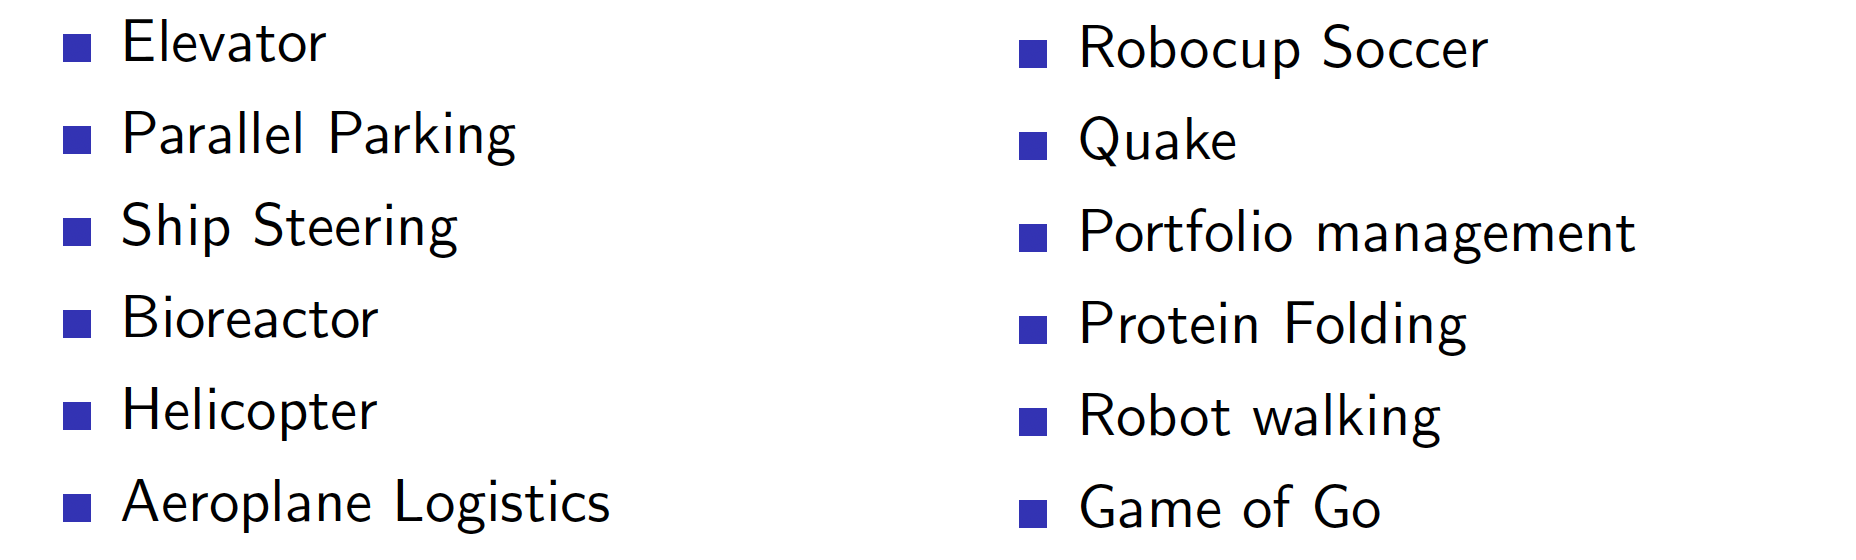 Elevator
Parallel Parking
Ship Steering
Bioreactor
Helicopter
Aeroplane Logistics
Robocup Soccer
Quake
Portfolio management
Protein Folding
Robot walking
Game of Go